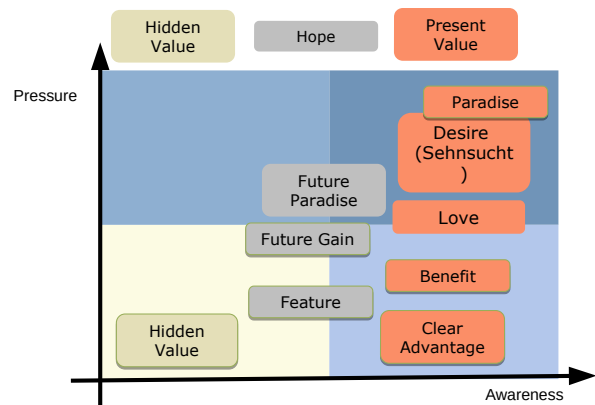 Hidden
Value
Hope
Present
Value
Pressure
Paradise
Desire
(Sehnsucht
)
Future
Paradise
Love
Future Gain
Benefit
Feature
Hidden
Value
Clear
Advantage
Awareness